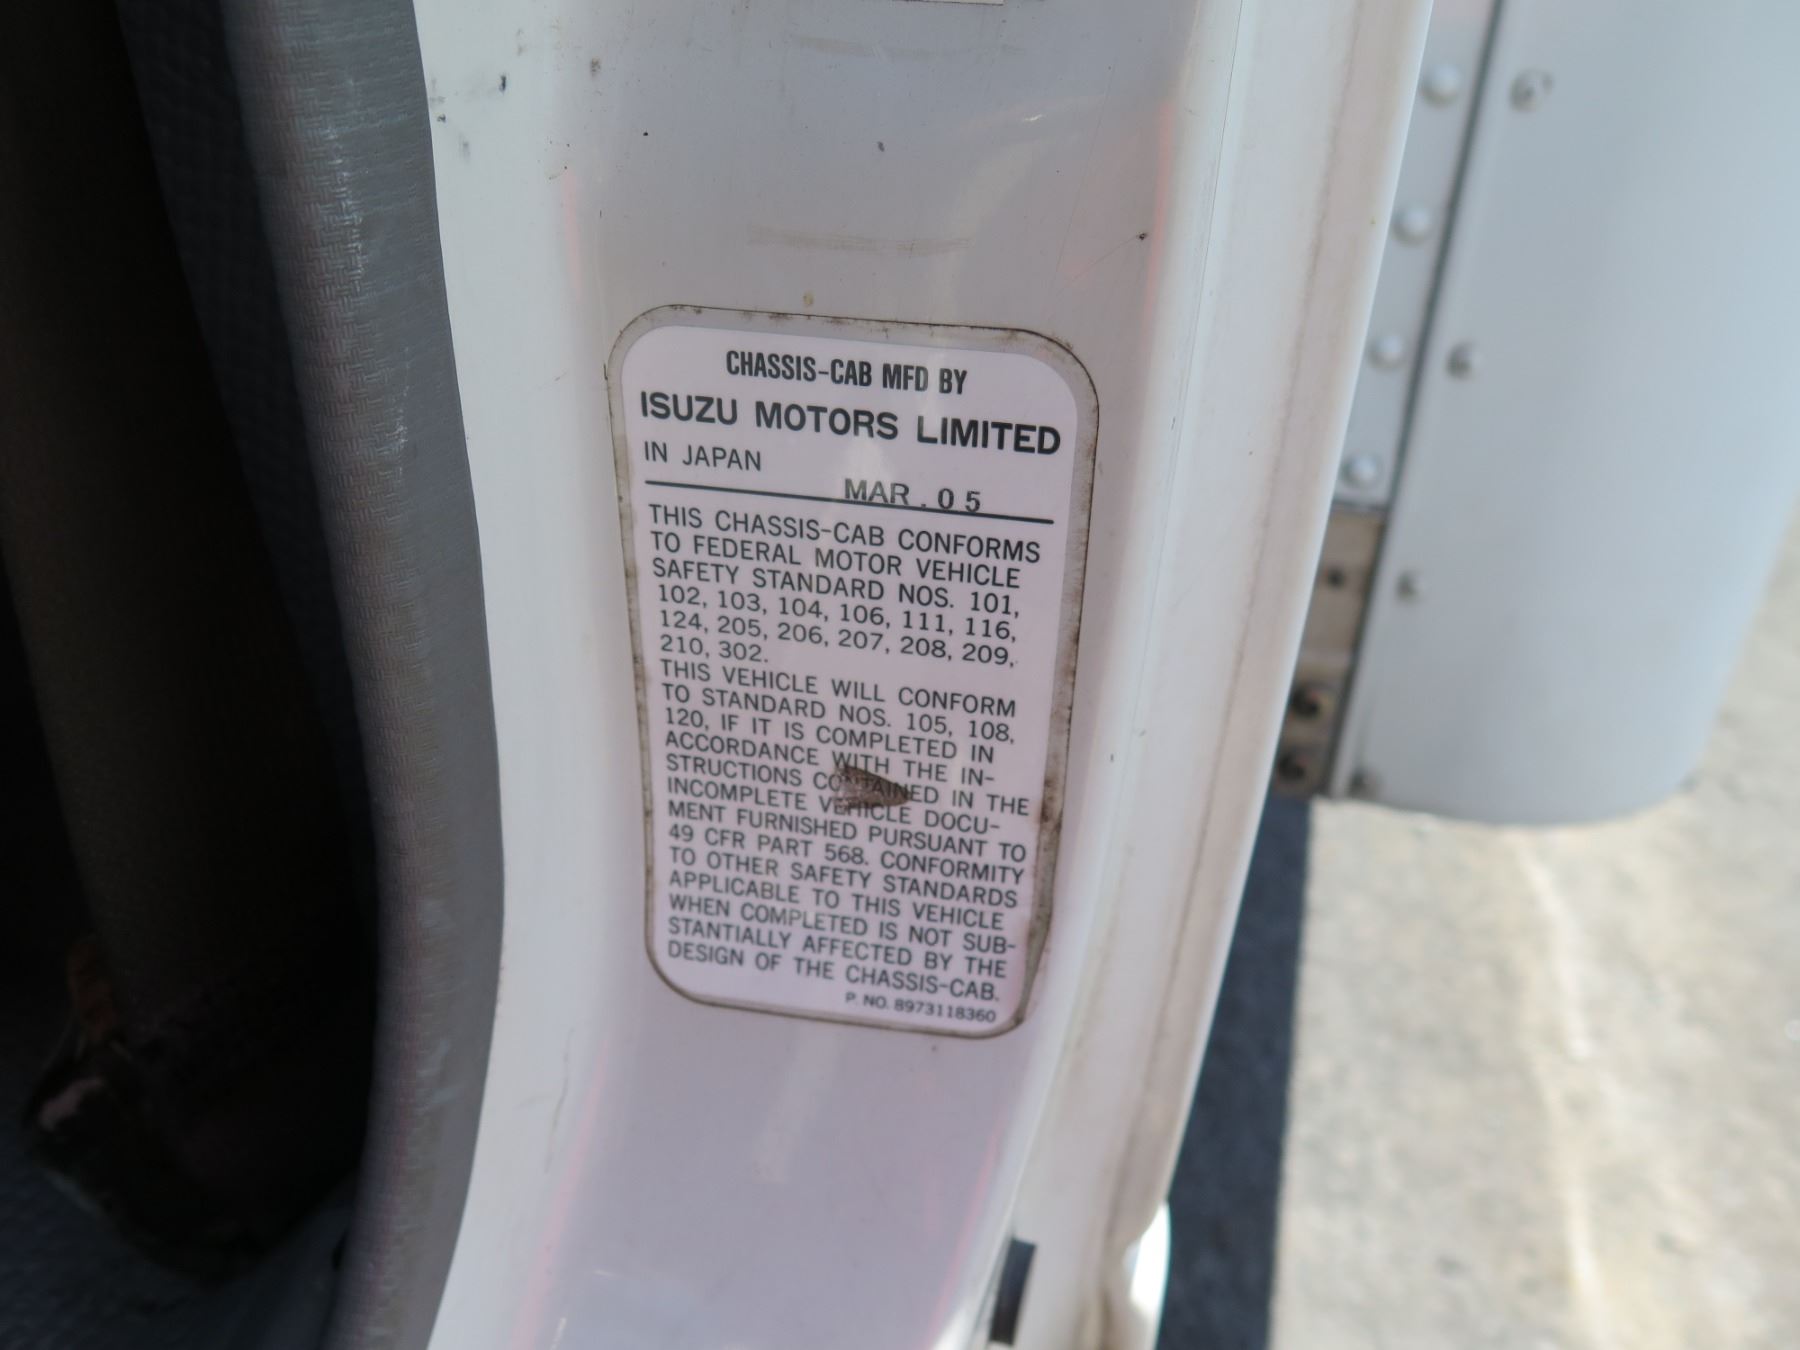 CHASSIS-CAB MFD BY
ISUZU MOTORS LIMITED
IN JAPAN
MAR. 05
THIS CHASSIS-CAB CONFORMS
TO FEDERAL MOTOR VEHICLE
SAFETY STANDARD NOS. 101,
102, 103, 104, 106, 111, 116,
124, 205, 206, 207, 208, 209,
210, 302.
THIS VEHICLE WILL CONFORM
TO STANDARD NOS. 105, 108,
120, IF IT IS COMPLETED IN
ACCORDANCE WITH THE IN-
STRUCTIONS CONTAINED IN THE
INCOMPLETE VEHICLE DOCU-
MENT FURNISHED PURSUANT TO
49 CFR PART 568. CONFORMITY
TO OTHER SAFETY STANDARDS
APPLICABLE TO THIS VEHICLE
WHEN COMPLETED IS NOT SUB-
STANTIALLY AFFECTED BY THE
DESIGN OF THE CHASSIS-CAB.
P. NO. 8973118360